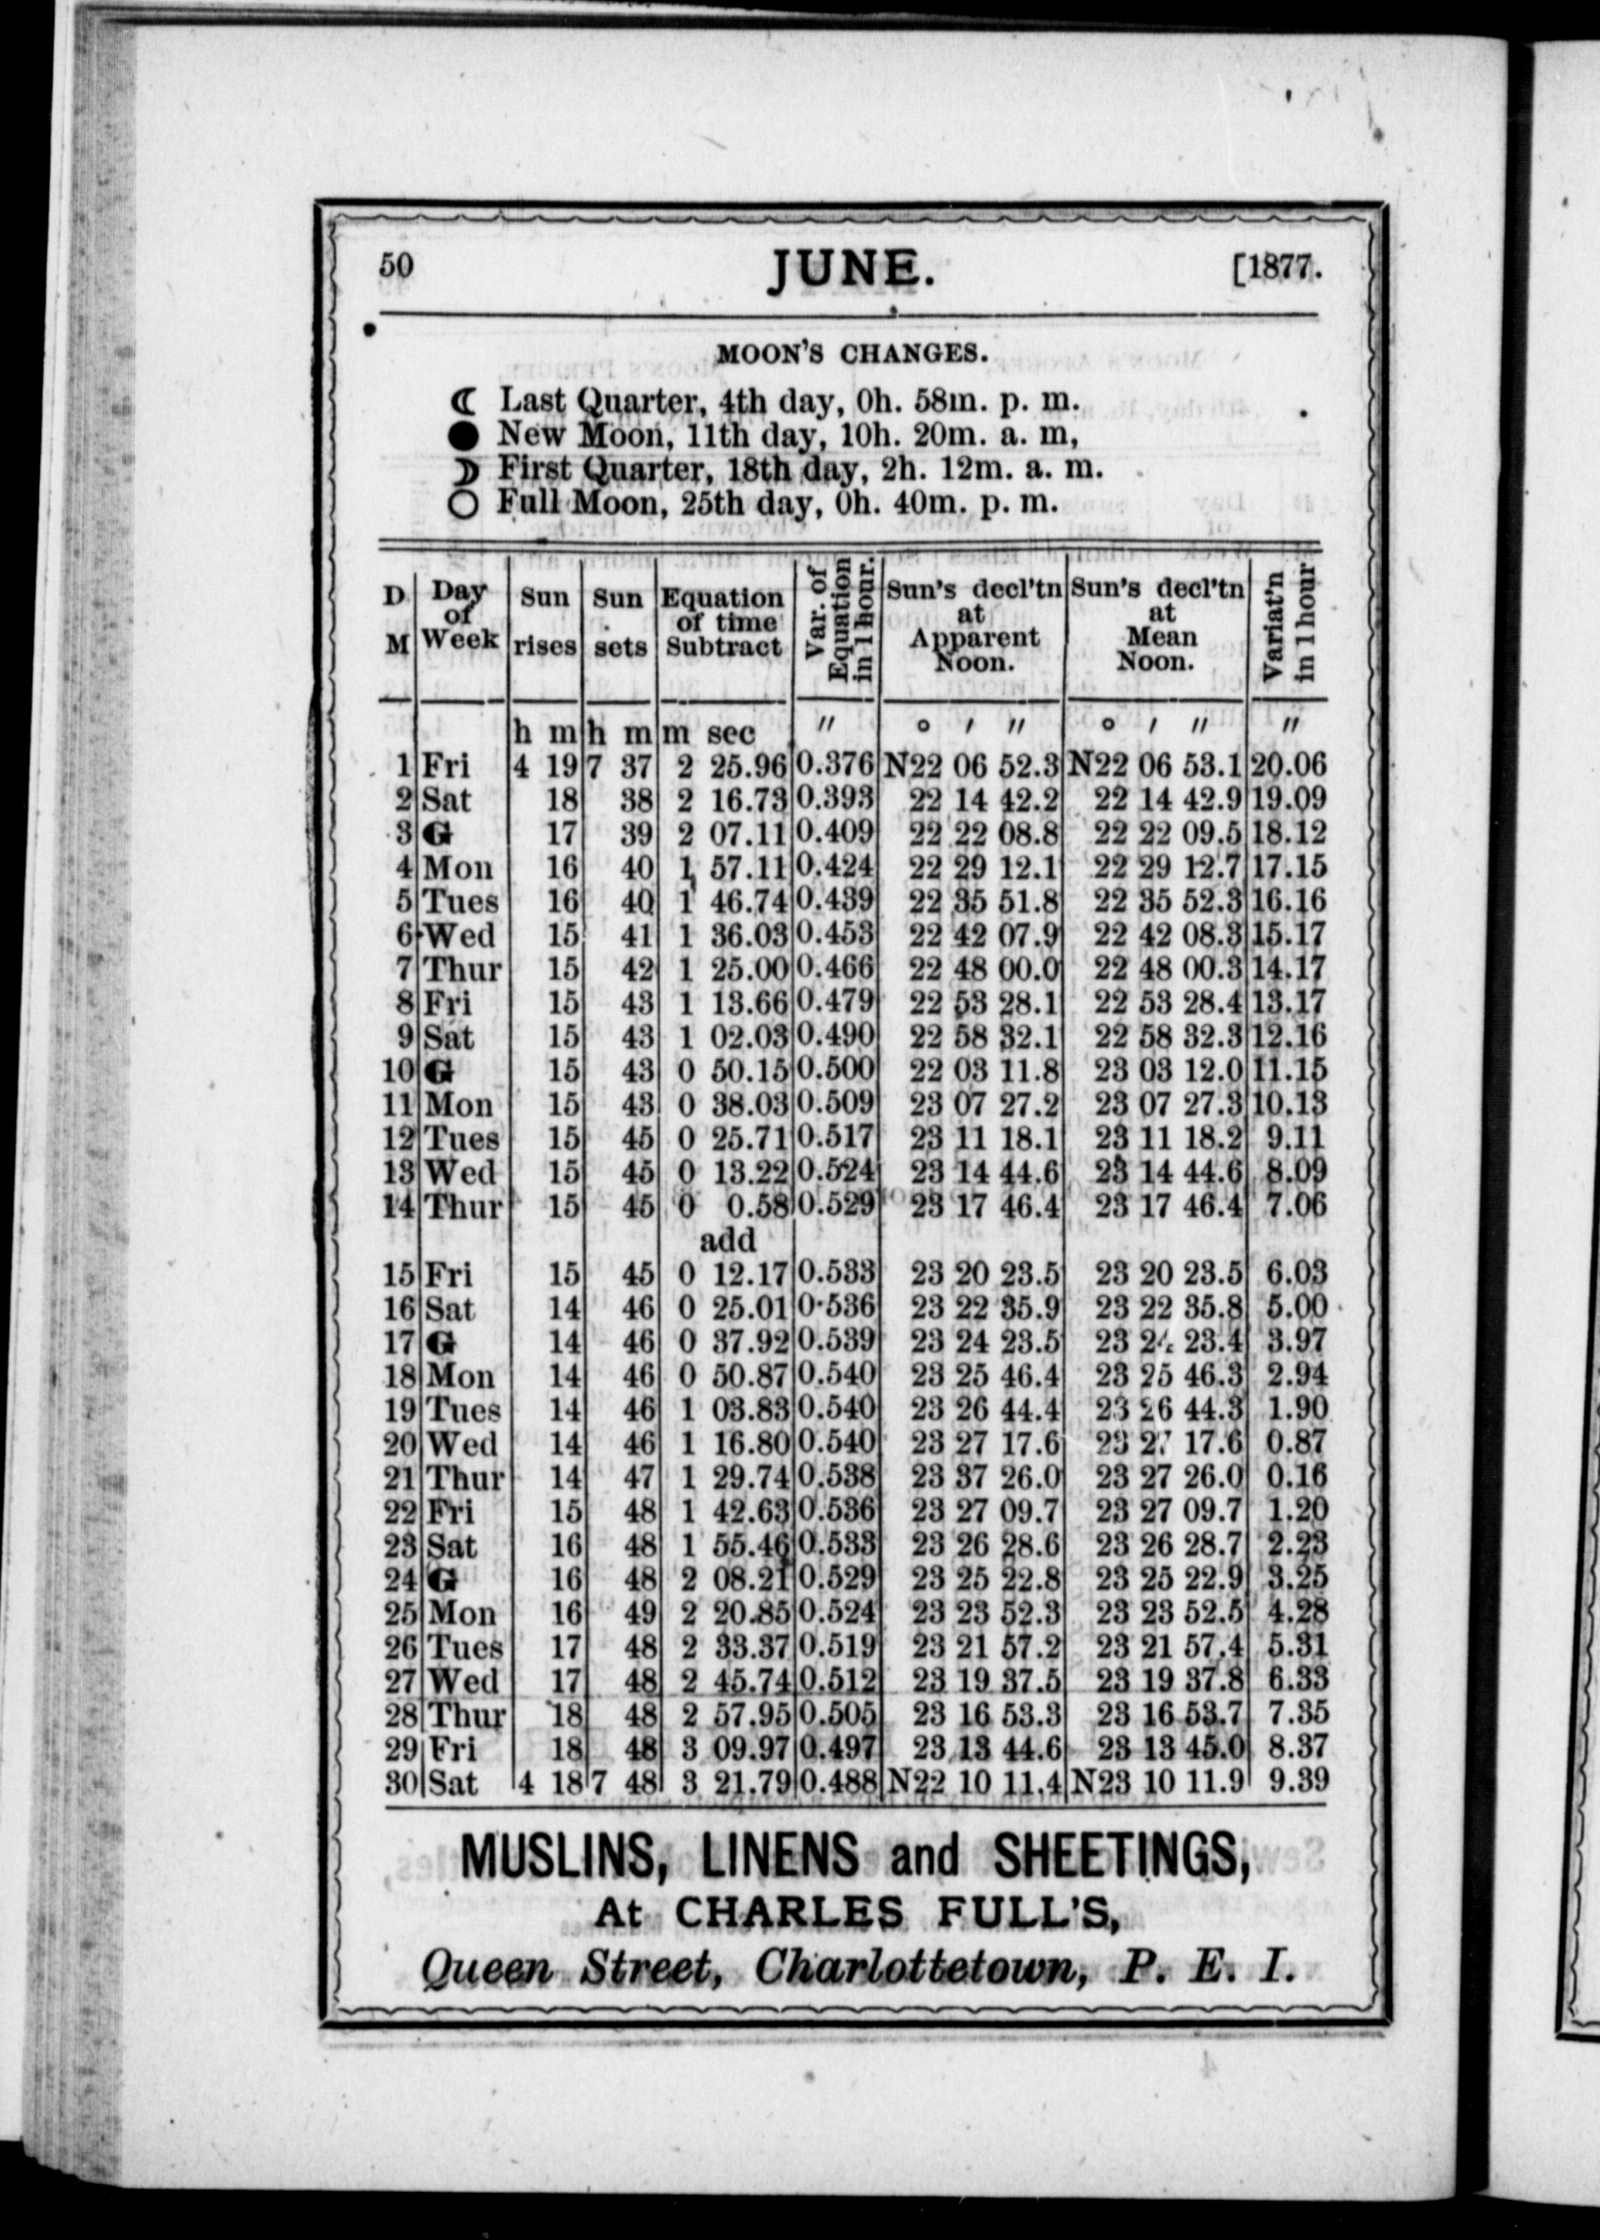 50 JUNE. [1877.
MOON'S CHANGES.
☾ Last Quarter, 4th day, 0h. 58m. p. m.
● New Moon, 11th day, 10h. 20m. a. m,
☽ First Quarter, 18th day, 2h. 12m. a. m.
○ Full Moon, 25th day, 0h. 40m. p. m.
D M | Day of Week | Sun rises | Sun sets | Equation of time Subtract | Var. of Equation in 1 hour. | Sun's decl'tn at Apparent Noon. | Sun's decl'tn at Mean Noon. | Variat'n in 1 hour
h m | h m | m sec | " | ° ' " | ° ' " | "
1 Fri 4 19 7 37 2 25.96 0.376 N22 06 52.3 N22 06 53.1 20.06
2 Sat 18 38 2 16.73 0.393 22 14 42.2 22 14 42.9 19.09
3 G 17 39 2 07.11 0.409 22 22 08.8 22 22 09.5 18.12
4 Mon 16 40 1 57.11 0.424 22 29 12.1 22 29 12.7 17.15
5 Tues 16 40 1 46.74 0.439 22 35 51.8 22 35 52.3 16.16
6 Wed 15 41 1 36.03 0.453 22 42 07.9 22 42 08.3 15.17
7 Thur 15 42 1 25.00 0.466 22 48 00.0 22 48 00.3 14.17
8 Fri 15 43 1 13.66 0.479 22 53 28.1 22 53 28.4 13.17
9 Sat 15 43 1 02.03 0.490 22 58 32.1 22 58 32.3 12.16
10 G 15 43 0 50.15 0.500 22 03 11.8 23 03 12.0 11.15
11 Mon 15 43 0 38.03 0.509 23 07 27.2 23 07 27.3 10.13
12 Tues 15 45 0 25.71 0.517 23 11 18.1 23 11 18.2 9.11
13 Wed 15 45 0 13.22 0.524 23 14 44.6 23 14 44.6 8.09
14 Thur 15 45 0 0.58 0.529 23 17 46.4 23 17 46.4 7.06
add
15 Fri 15 45 0 12.17 0.533 23 20 23.5 23 20 23.5 6.03
16 Sat 14 46 0 25.01 0·536 23 22 35.9 23 22 35.8 5.00
17 G 14 46 0 37.92 0.539 23 24 23.5 23 24 23.4 3.97
18 Mon 14 46 0 50.87 0.540 23 25 46.4 23 25 46.3 2.94
19 Tues 14 46 1 03.83 0.540 23 26 44.4 23 26 44.3 1.90
20 Wed 14 46 1 16.80 0.540 23 27 17.6 23 27 17.6 0.87
21 Thur 14 47 1 29.74 0.538 23 37 26.0 23 27 26.0 0.16
22 Fri 15 48 1 42.63 0.536 23 27 09.7 23 27 09.7 1.20
23 Sat 16 48 1 55.46 0.533 23 26 28.6 23 26 28.7 2.23
24 G 16 48 2 08.21 0.529 23 25 22.8 23 25 22.9 3.25
25 Mon 16 49 2 20.85 0.524 23 23 52.3 23 23 52.5 4.28
26 Tues 17 48 2 33.37 0.519 23 21 57.2 23 21 57.4 5.31
27 Wed 17 48 2 45.74 0.512 23 19 37.5 23 19 37.8 6.33
28 Thur 18 48 2 57.95 0.505 23 16 53.3 23 16 53.7 7.35
29 Fri 18 48 3 09.97 0.497 23 13 44.6 23 13 45.0 8.37
30 Sat 4 18 7 48 3 21.79 0.488 N22 10 11.4 N23 10 11.9 9.39
MUSLINS, LINENS and SHEETINGS,
At CHARLES FULL'S,
Queen Street, Charlottetown, P. E. I.